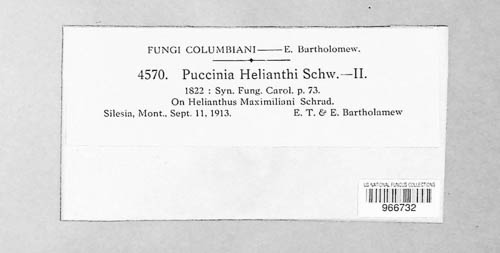 FUNGI COLUMBIANI——E. Bartholomew.
4570. Puccinia Helianthi Schw.—II.
1822 : Syn. Fung. Carol. p. 73.
On Helianthus Maximiliani Schrad.
Silesia, Mont., Sept. 11, 1913. E. T. & E. Bartholamew
US NATIONAL FUNGUS COLLECTIONS
966732